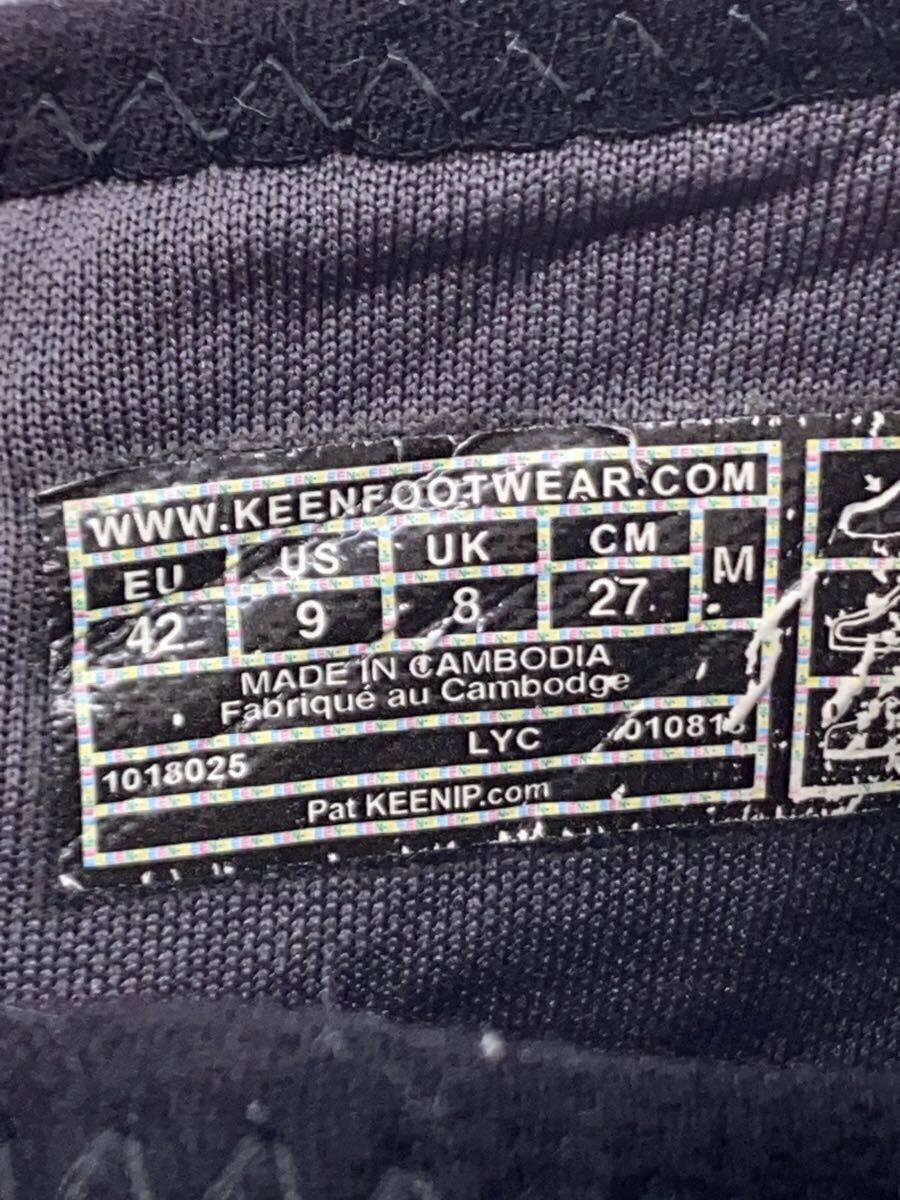 WWW.KEENFOOTWEAR.COM
EU US UK CM M
42 9 8 27
MADE IN CAMBODIA
Fabriqué au Cambodge
1018025 LYC
Pat KEENIP.com